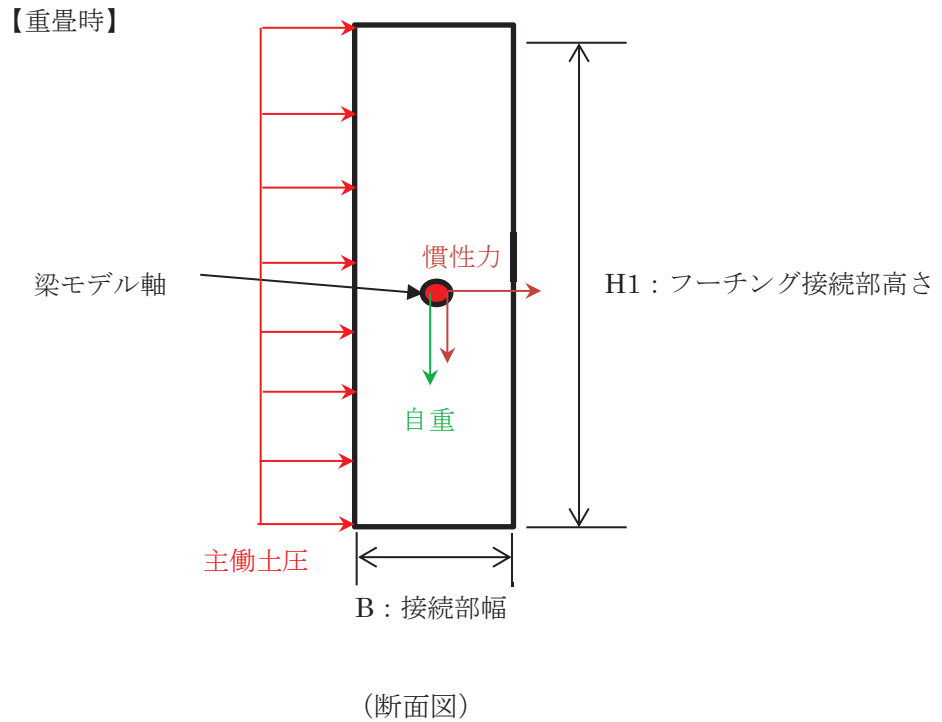 【重畳時】
慣性力
梁モデル軸
H1：フーチング接続部高さ
自重
主働土圧
B：接続部幅
（断面図）